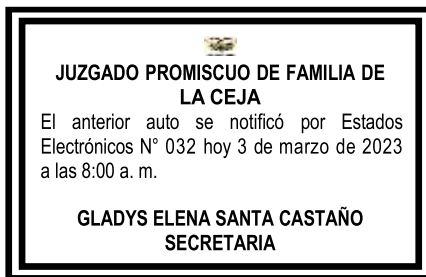 JUZGADO PROMISCUO DE FAMILIA DE
LA CEJA
El anterior auto se notificó por Estados
Electrónicos N° 032 hoy 3 de marzo de 2023
a las 8:00 a. m.
GLADYS ELENA SANTA CASTAÑO
SECRETARIA